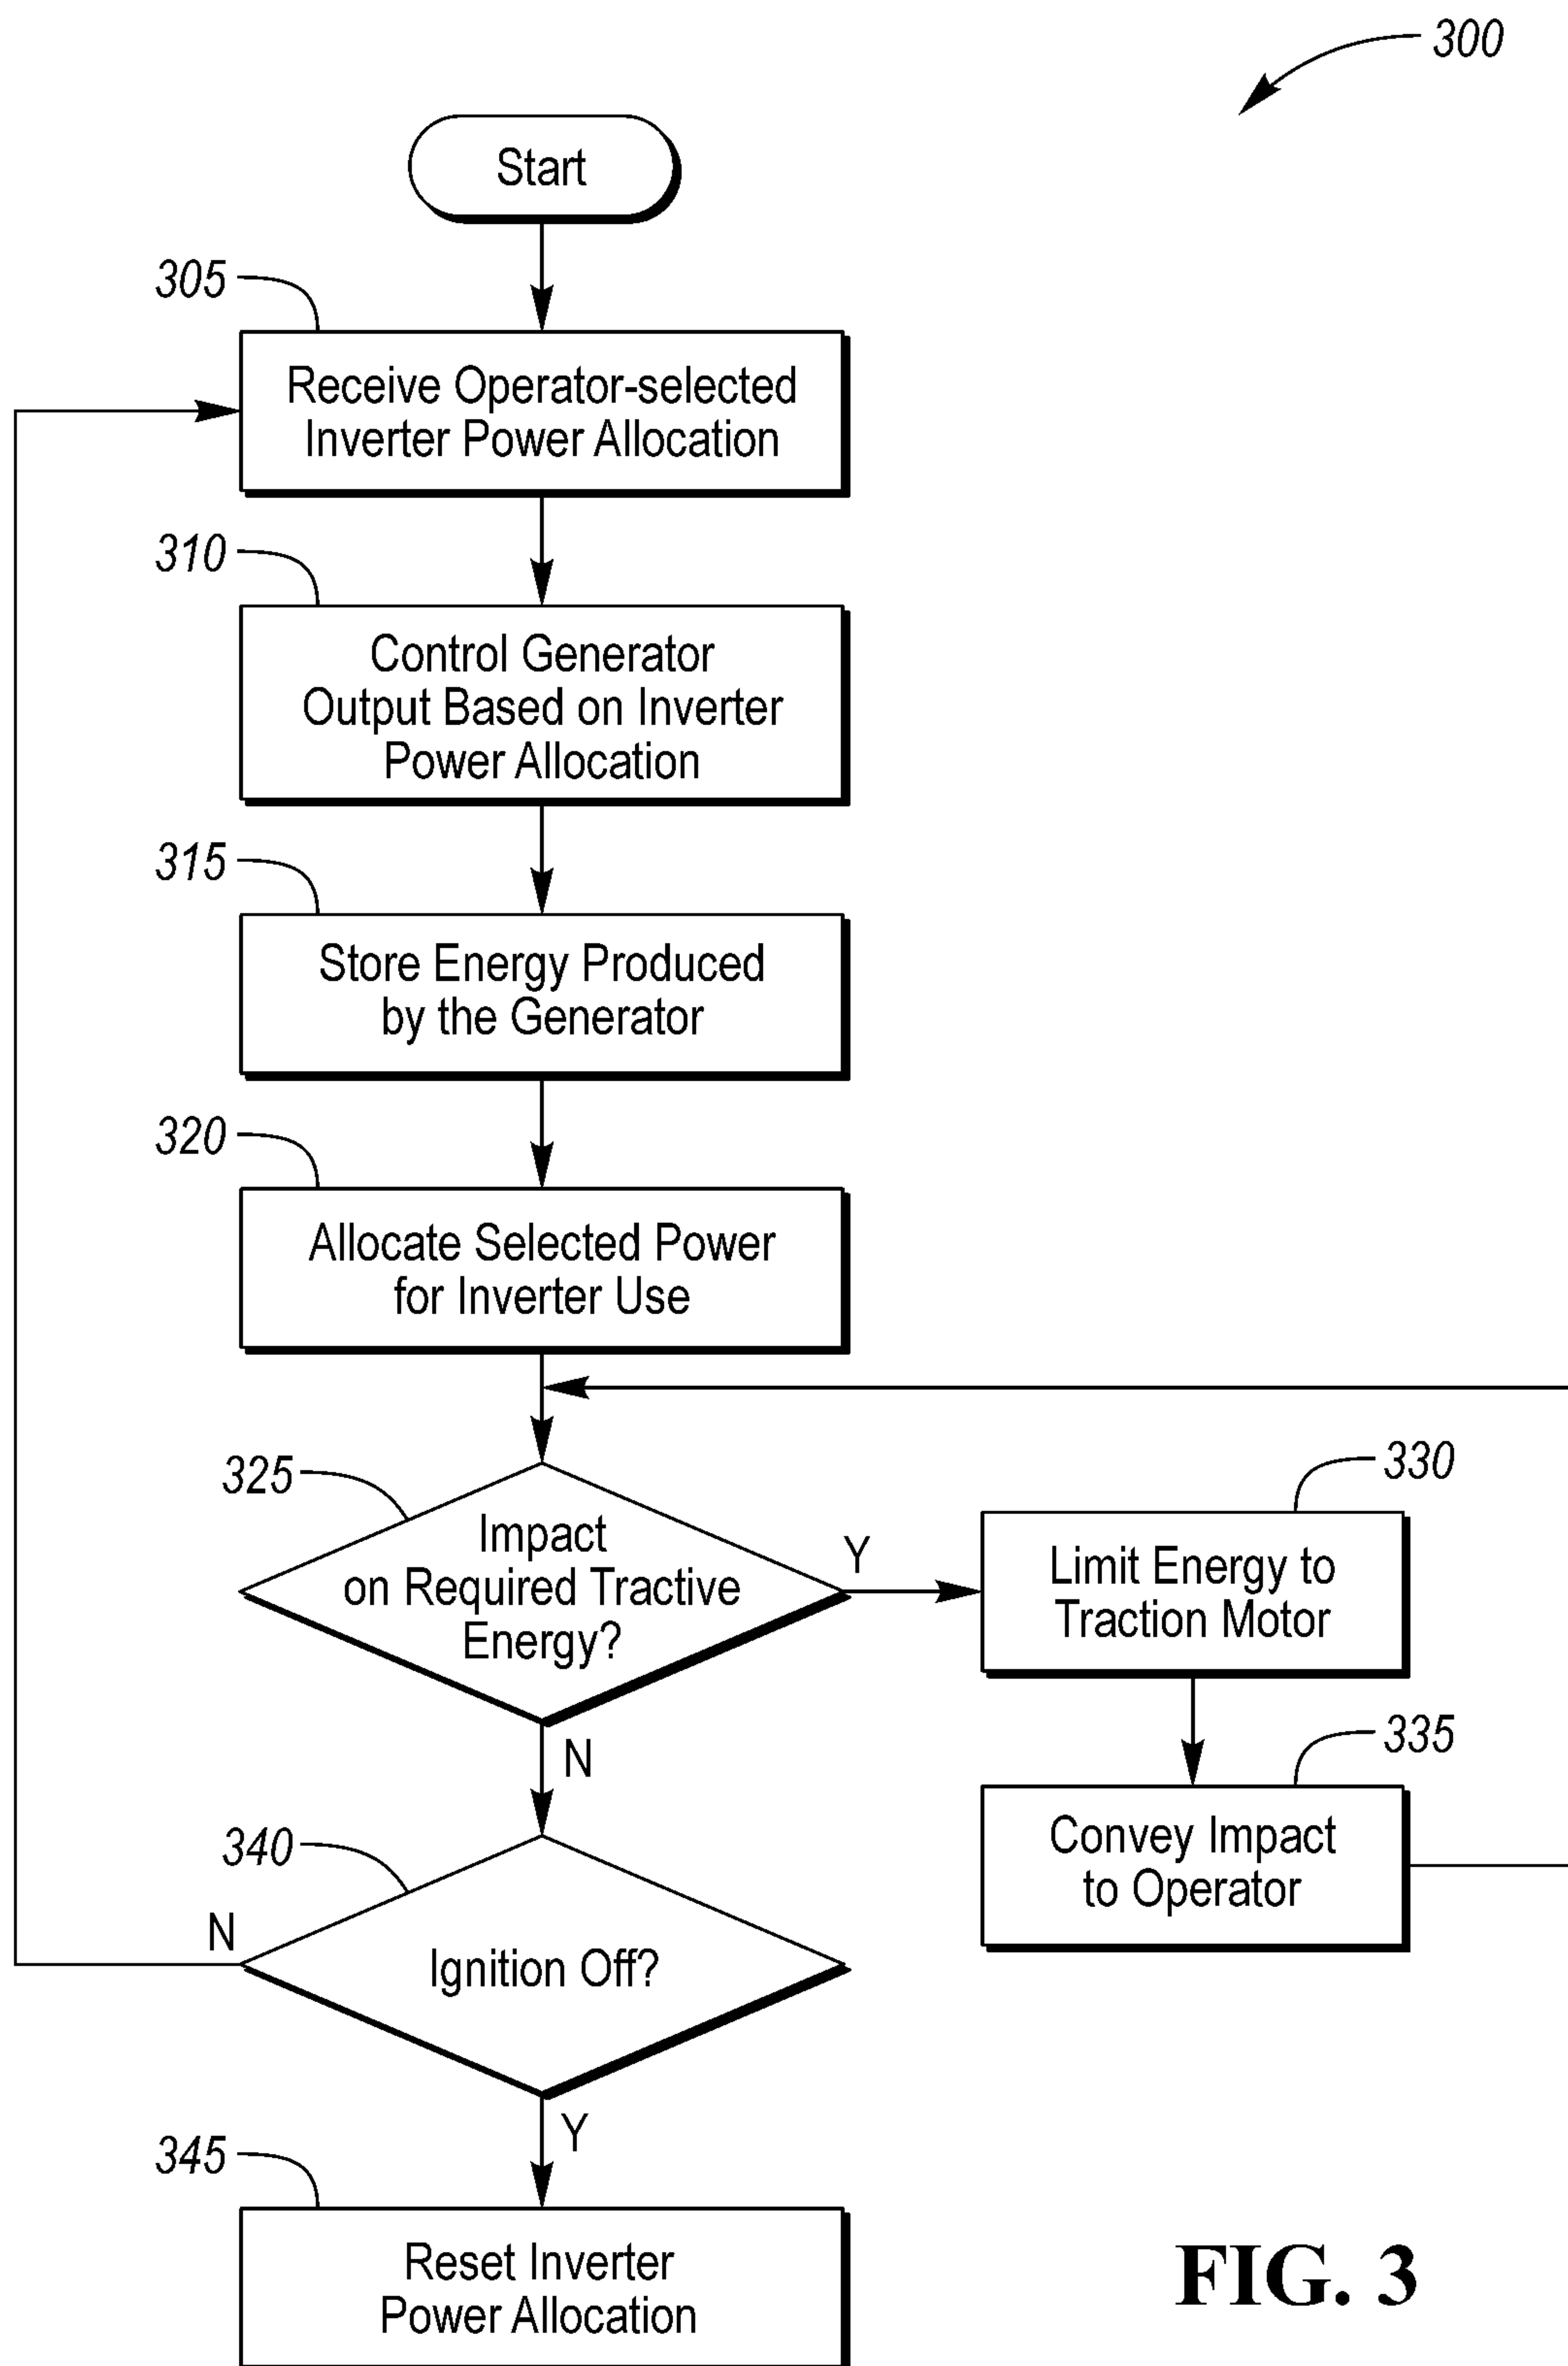 300
Start
305
Receive Operator-selected
Inverter Power Allocation
310
Control Generator
Output Based on Inverter
Power Allocation
315
Store Energy Produced
by the Generator
320
Allocate Selected Power
for Inverter Use
325
Impact
on Required Tractive
Energy?
Y
330
Limit Energy to
Traction Motor
335
Convey Impact
to Operator
N
340
Ignition Off?
N
Y
345
Reset Inverter
Power Allocation
FIG. 3